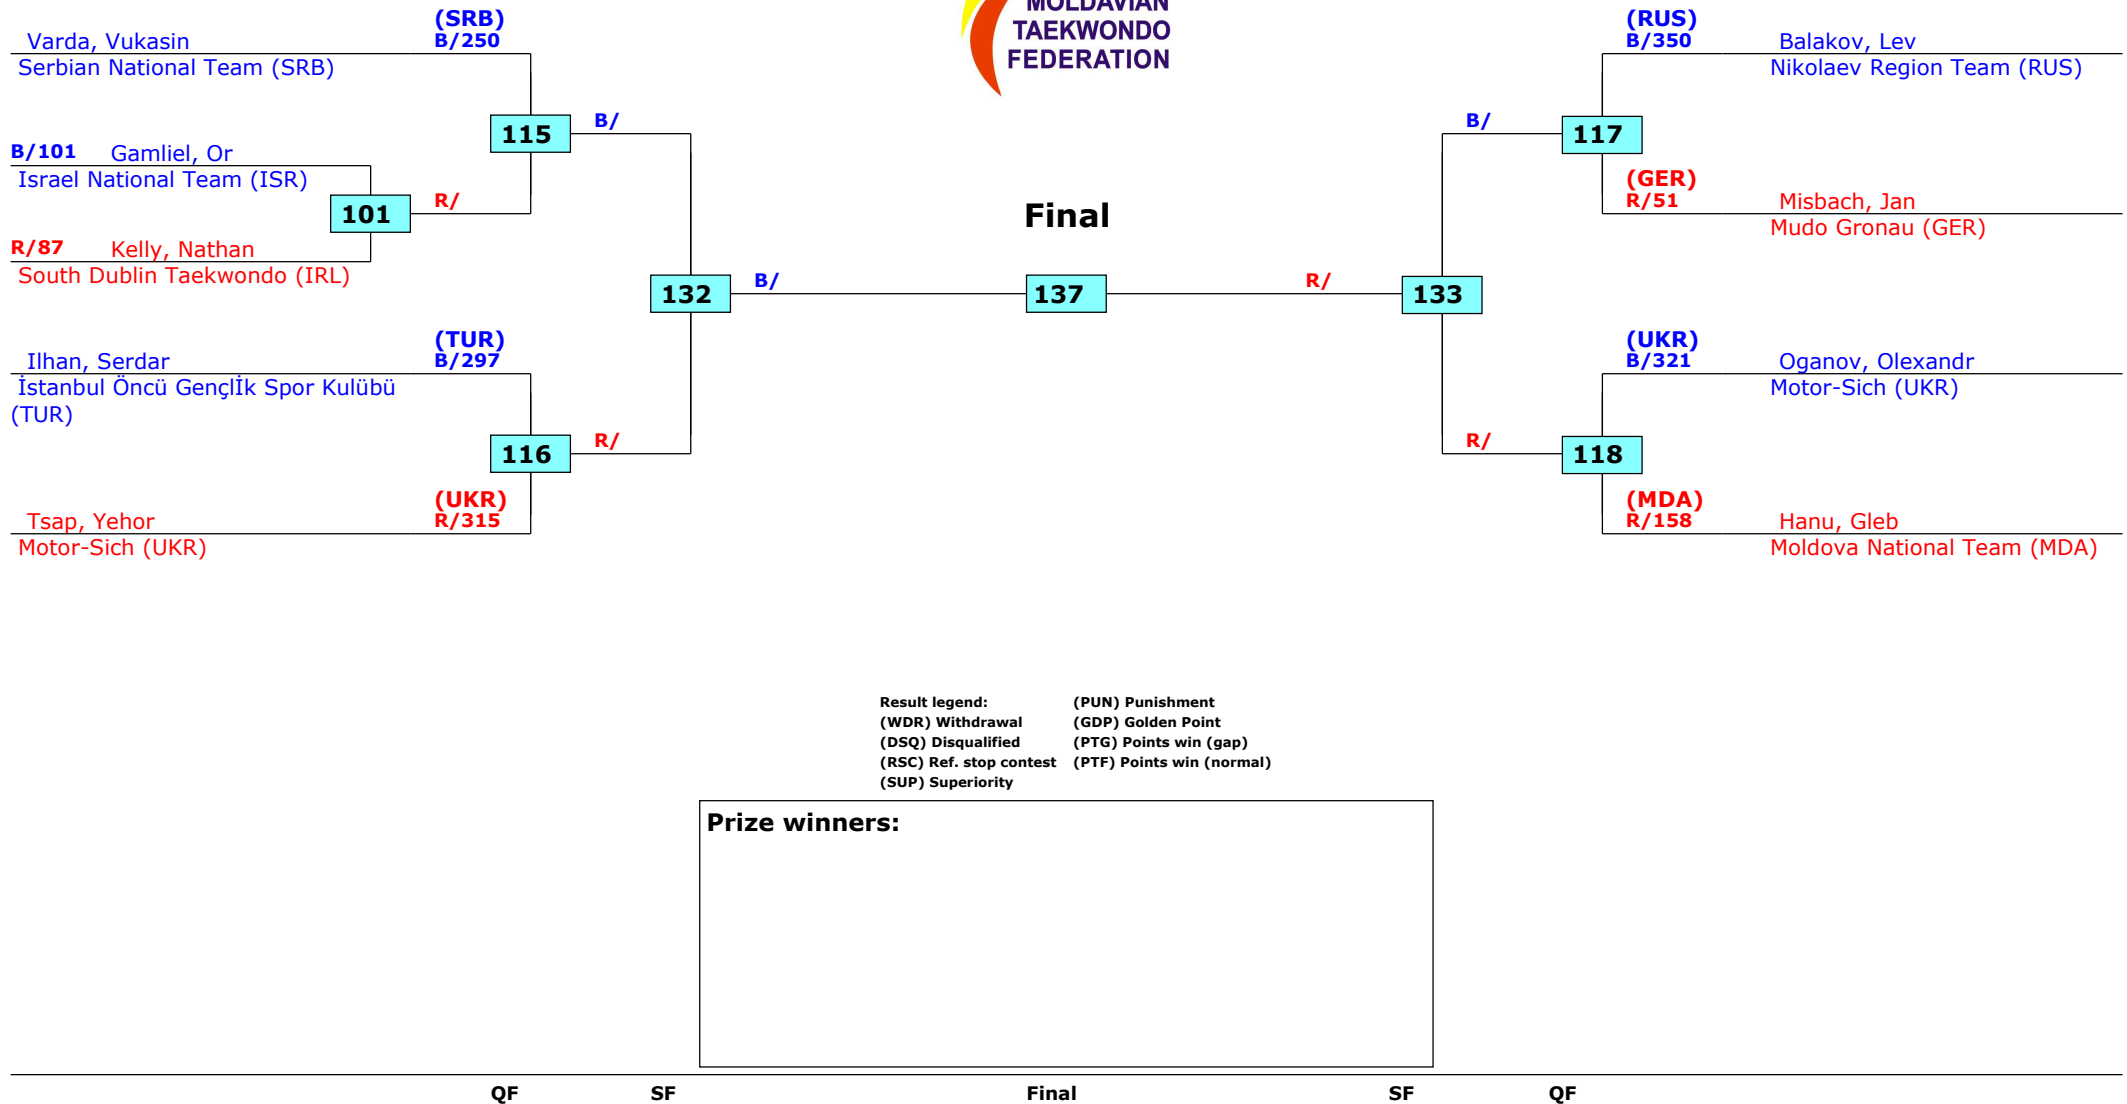 MOLDAVIAN
TAEKWONDO
FEDERATION
(SRB)
Varda, Vukasin B/250
Serbian National Team (SRB)
115
B/
B/101 Gamliel, Or
Israel National Team (ISR)
101
R/
R/87 Kelly, Nathan
South Dublin Taekwondo (IRL)
132
B/
(TUR)
Ilhan, Serdar B/297
İstanbul Öncü Gençlİk Spor Kulübü
(TUR)
116
R/
(UKR)
Tsap, Yehor R/315
Motor-Sich (UKR)
Final
137
(RUS)
B/350 Balakov, Lev
Nikolaev Region Team (RUS)
B/
117
(GER)
R/51 Misbach, Jan
Mudo Gronau (GER)
R/
133
(UKR)
B/321 Oganov, Olexandr
Motor-Sich (UKR)
R/
118
(MDA)
R/158 Hanu, Gleb
Moldova National Team (MDA)
Result legend: (PUN) Punishment
(WDR) Withdrawal (GDP) Golden Point
(DSQ) Disqualified (PTG) Points win (gap)
(RSC) Ref. stop contest (PTF) Points win (normal)
(SUP) Superiority
Prize winners:
QF SF Final SF QF